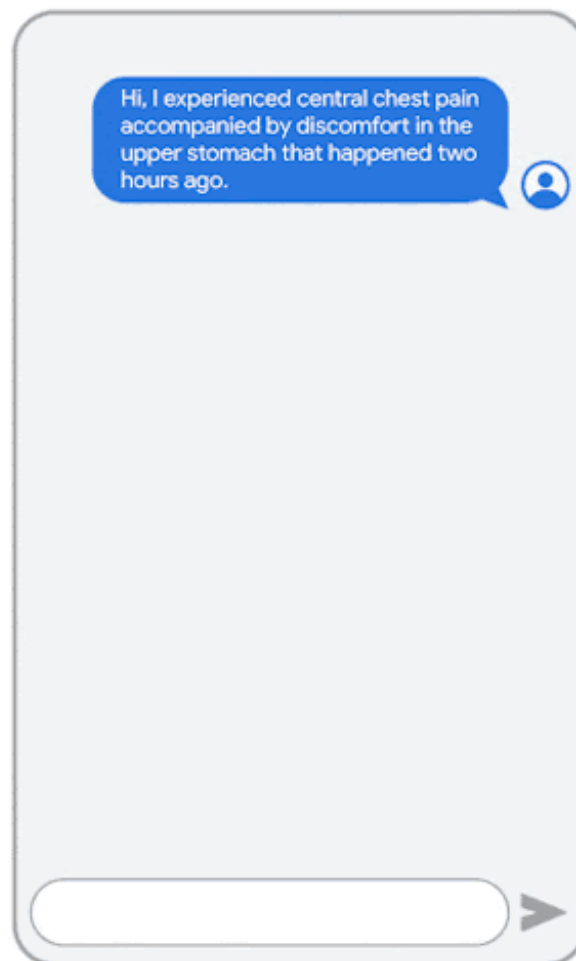 Hi, I experienced central chest pain
accompanied by discomfort in the
upper stomach that happened two
hours ago.